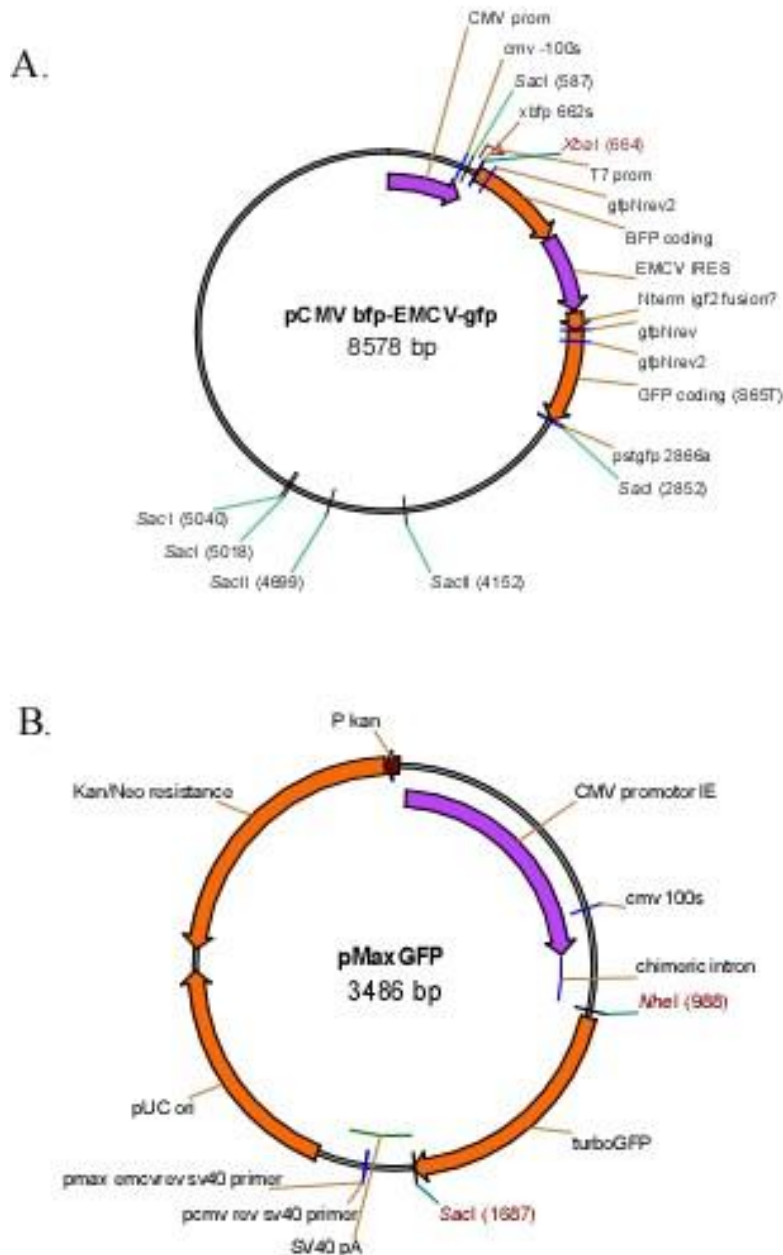 A.
CMV prom
cmv -100s
SacI (587)
xbfp 662s
XbaI (664)
T7 prom
gfpNrev2
BFP coding
EMCV IRES
Nterm igf2 fusion?
gfpNrev
gfpNrev2
GFP coding (S65T)
pstgfp 2866a
SacI (2852)
pCMV bfp-EMCV-gfp
8578 bp
SacI (5040)
SacI (5018)
SacII (4699)
SacII (4152)
B.
P kan
Kan/Neo resistance
CMV promotor IE
cmv 100s
chimeric intron
NheI (988)
pMaxGFP
3486 bp
pUC ori
turboGFP
pmax emcvrev sv40 primer
pcmv rev sv40 primer
SV40 pA
SacI (1687)